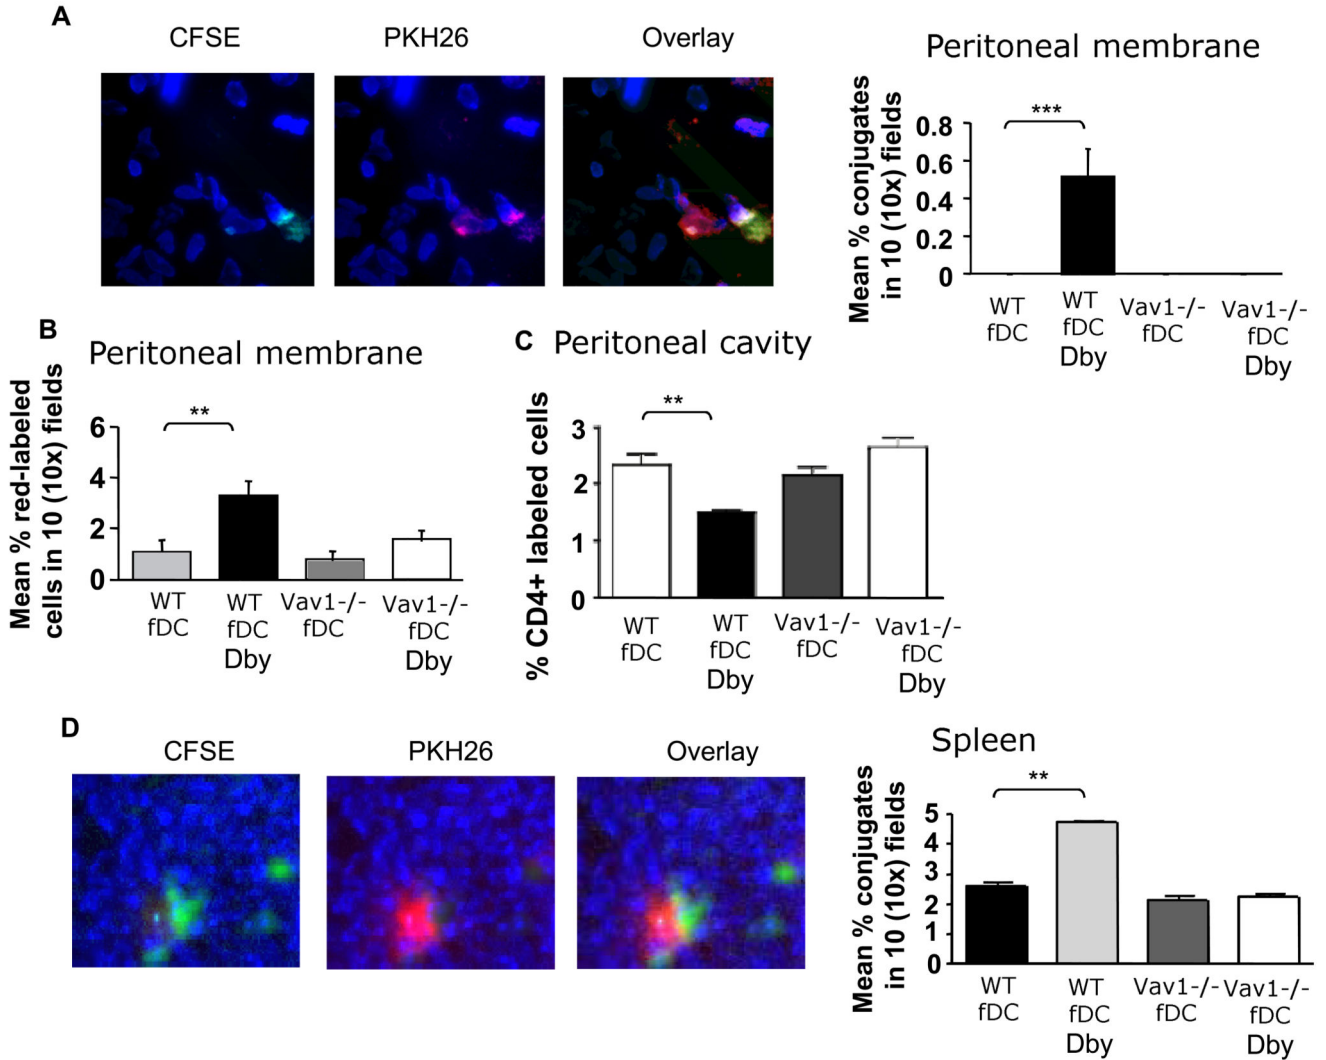 A
CFSE
PKH26
Overlay
Peritoneal membrane
Mean % conjugates
in 10 (10x) fields
***
0.8
0.6
0.4
0.2
0
WT
fDC
WT
fDC
Dby
Vav1-/-
fDC
Vav1-/-
fDC
Dby
B
Peritoneal membrane
Mean % red-labeled
cells in 10 (10x) fields
**
6
4
2
0
WT
fDC
WT
fDC
Dby
Vav1-/-
fDC
Vav1-/-
fDC
Dby
C
Peritoneal cavity
% CD4+ labeled cells
**
3
2
1
0
WT
fDC
WT
fDC
Dby
Vav1-/-
fDC
Vav1-/-
fDC
Dby
D
CFSE
PKH26
Overlay
Spleen
Mean % conjugates
in 10 (10x) fields
**
5
4
3
2
1
0
WT
fDC
WT
fDC
Dby
Vav1-/-
fDC
Vav1-/-
fDC
Dby